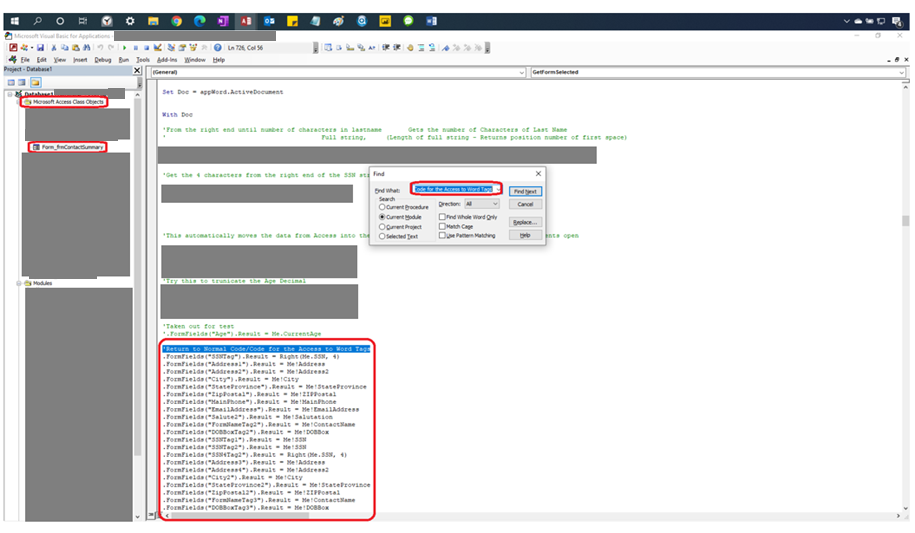 Microsoft Visual Basic for Applications -
File Edit View Insert Debug Run Tools Add-Ins Window Help
Ln 726, Col 56
Project - Database1
Database1
Microsoft Access Class Objects
Form_frmContactSummary
Modules
(General)
GetFormSelected
Set Doc = appWord.ActiveDocument
With Doc
'From the right end until number of characters in lastname Gets the number of Characters of Last Name
' Full string, (Length of full string - Returns position number of first space)
'Get the 4 characters from the right end of the SSN
'This automatically moves the data from Access into the
nts open
'Try this to trunicate the Age Decimal
'Taken out for test
'.FormFields("Age").Result = Me.CurrentAge
'Return to Normal Code/Code for the Access to Word Tags
.FormFields("SSNTag").Result = Right(Me.SSN, 4)
.FormFields("Address1").Result = Me!Address
.FormFields("Address2").Result = Me!Address2
.FormFields("City").Result = Me!City
.FormFields("StateProvince").Result = Me!StateProvince
.FormFields("ZipPostal").Result = Me!ZIPPostal
.FormFields("MainPhone").Result = Me!MainPhone
.FormFields("EmailAddress").Result = Me!EmailAddress
.FormFields("Salute2").Result = Me!Salutation
.FormFields("FormNameTag2").Result = Me!ContactName
.FormFields("DOBBoxTag2").Result = Me!DOBBox
.FormFields("SSNTag1").Result = Me!SSN
.FormFields("SSNTag2").Result = Me!SSN
.FormFields("SSN4Tag2").Result = Right(Me.SSN, 4)
.FormFields("Address3").Result = Me!Address
.FormFields("Address4").Result = Me!Address2
.FormFields("City2").Result = Me!City
.FormFields("StateProvince2").Result = Me!StateProvince
.FormFields("ZipPostal2").Result = Me!ZIPPostal
.FormFields("FormNameTag3").Result = Me!ContactName
.FormFields("DOBBoxTag3").Result = Me!DOBBox
Find
Find What: Code for the Access to Word Tags
Find Next
Search
Current Procedure
Direction: All
Cancel
Current Module
Find Whole Word Only
Current Project
Match Case
Replace...
Selected Text
Use Pattern Matching
Help